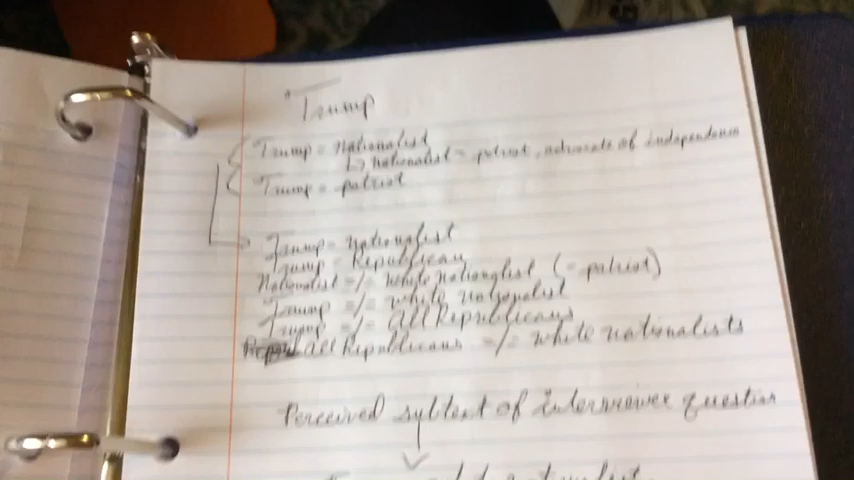 Trump
Trump = nationalist
↳ nationalist = patriot, advocate of independence
Trump = patriot
Trump = nationalist
Trump = Republican
Nationalist =/= white nationalist (= patriot)
Trump =/= white nationalist
Trump =/= All Republicans
All Republicans =/= white nationalists
Perceived subtext of interviewer question